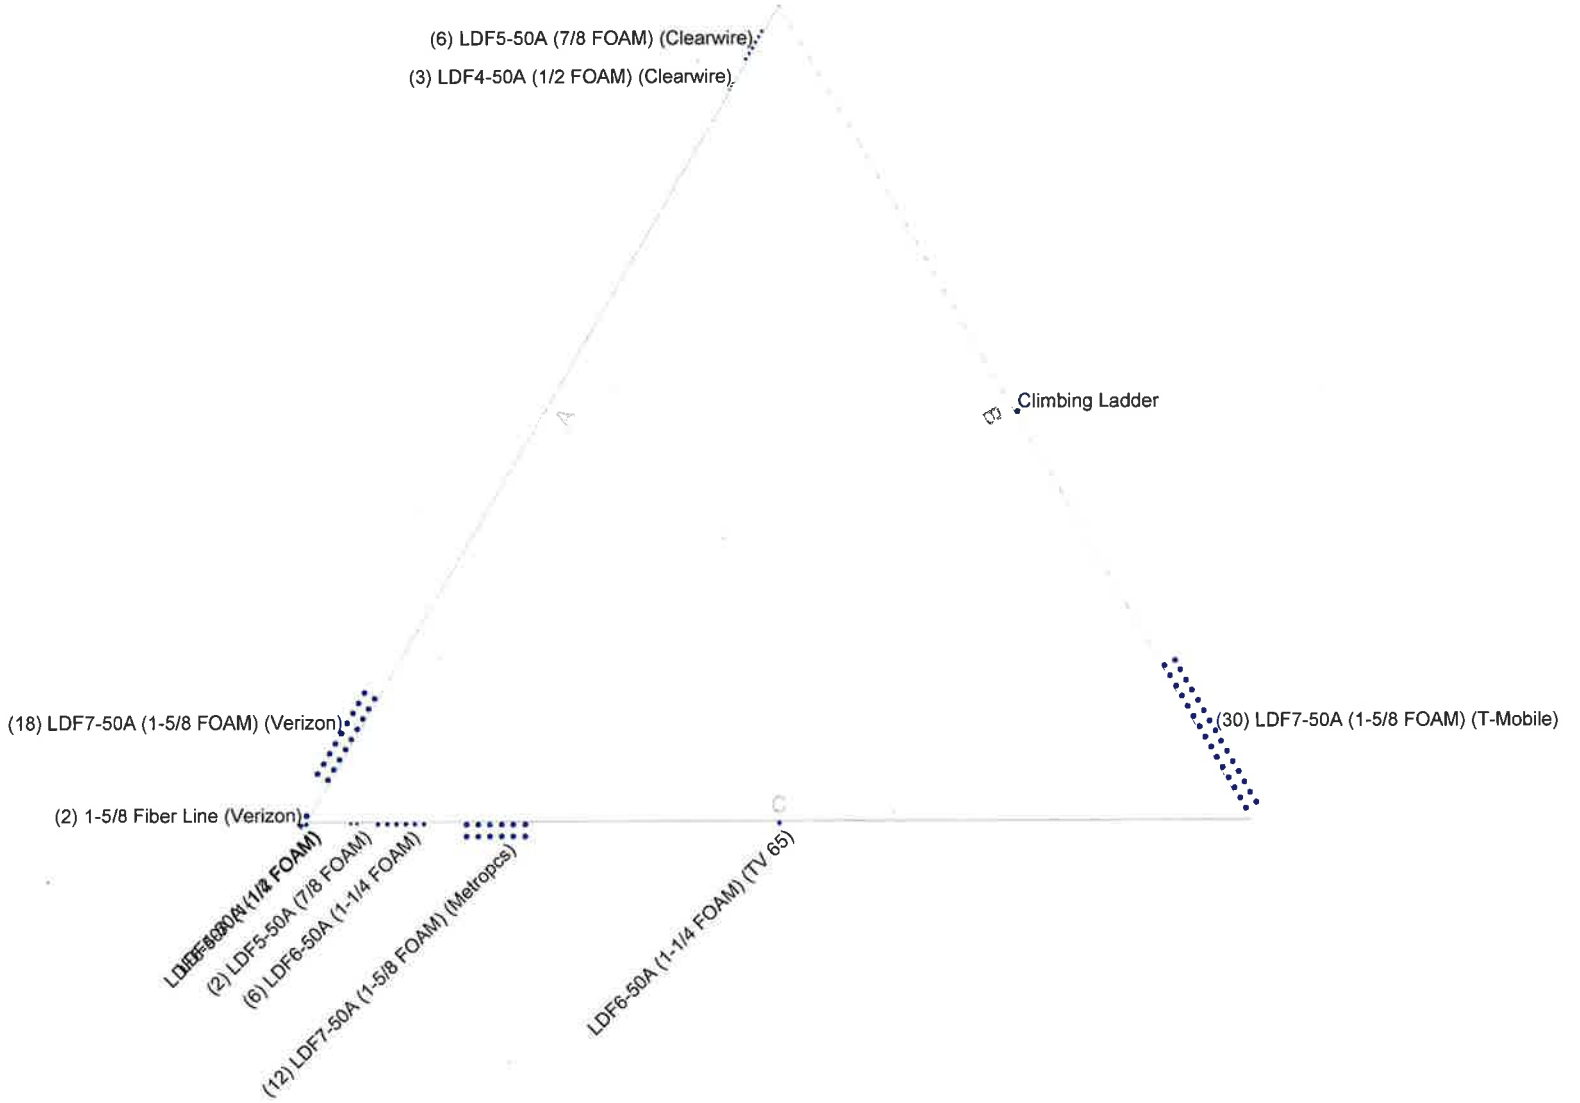 (6) LDF5-50A (7/8 FOAM) (Clearwire)
(3) LDF4-50A (1/2 FOAM) (Clearwire)
A
B
Climbing Ladder
(18) LDF7-50A (1-5/8 FOAM) (Verizon)
(30) LDF7-50A (1-5/8 FOAM) (T-Mobile)
(2) 1-5/8 Fiber Line (Verizon)
C
(2) LDF5-50A (7/8 FOAM)
(6) LDF6-50A (1-1/4 FOAM)
(12) LDF7-50A (1-5/8 FOAM) (Metropcs)
LDF6-50A (1-1/4 FOAM) (TV 65)